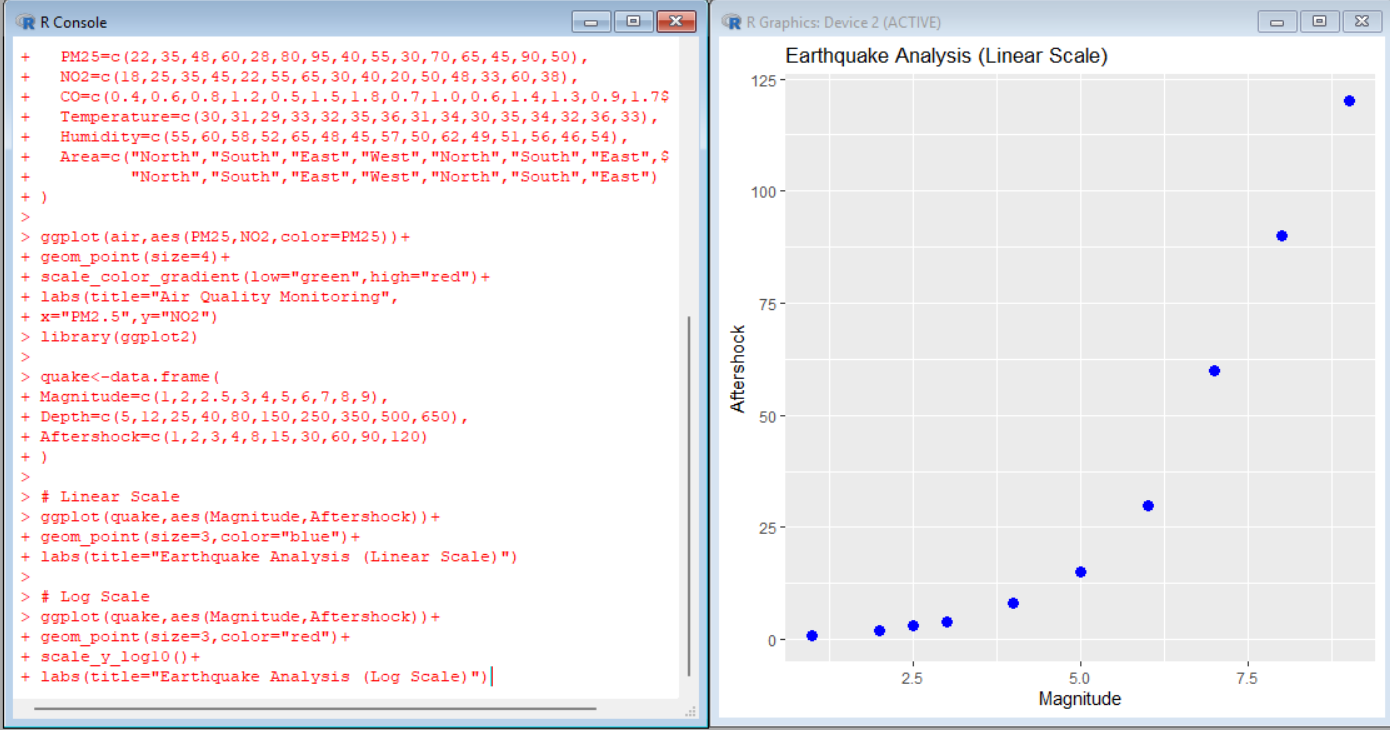 R Console
+   PM25=c(22,35,48,60,28,80,95,40,55,30,70,65,45,90,50),
+   NO2=c(18,25,35,45,22,55,65,30,40,20,50,48,33,60,38),
+   CO=c(0.4,0.6,0.8,1.2,0.5,1.5,1.8,0.7,1.0,0.6,1.4,1.3,0.9,1.7$
+   Temperature=c(30,31,29,33,32,35,36,31,34,30,35,34,32,36,33),
+   Humidity=c(55,60,58,52,65,48,45,57,50,62,49,51,56,46,54),
+   Area=c("North","South","East","West","North","South","East",$
+          "North","South","East","West","North","South","East")
+ )
>
> ggplot(air,aes(PM25,NO2,color=PM25))+
+ geom_point(size=4)+
+ scale_color_gradient(low="green",high="red")+
+ labs(title="Air Quality Monitoring",
+ x="PM2.5",y="NO2")
> library(ggplot2)
>
> quake<-data.frame(
+ Magnitude=c(1,2,2.5,3,4,5,6,7,8,9),
+ Depth=c(5,12,25,40,80,150,250,350,500,650),
+ Aftershock=c(1,2,3,4,8,15,30,60,90,120)
+ )
>
> # Linear Scale
> ggplot(quake,aes(Magnitude,Aftershock))+
+ geom_point(size=3,color="blue")+
+ labs(title="Earthquake Analysis (Linear Scale)")
>
> # Log Scale
> ggplot(quake,aes(Magnitude,Aftershock))+
+ geom_point(size=3,color="red")+
+ scale_y_log10()+
+ labs(title="Earthquake Analysis (Log Scale)")
R Graphics: Device 2 (ACTIVE)
Earthquake Analysis (Linear Scale)
125
100
75
50
25
0
Aftershock
2.5 5.0 7.5
Magnitude